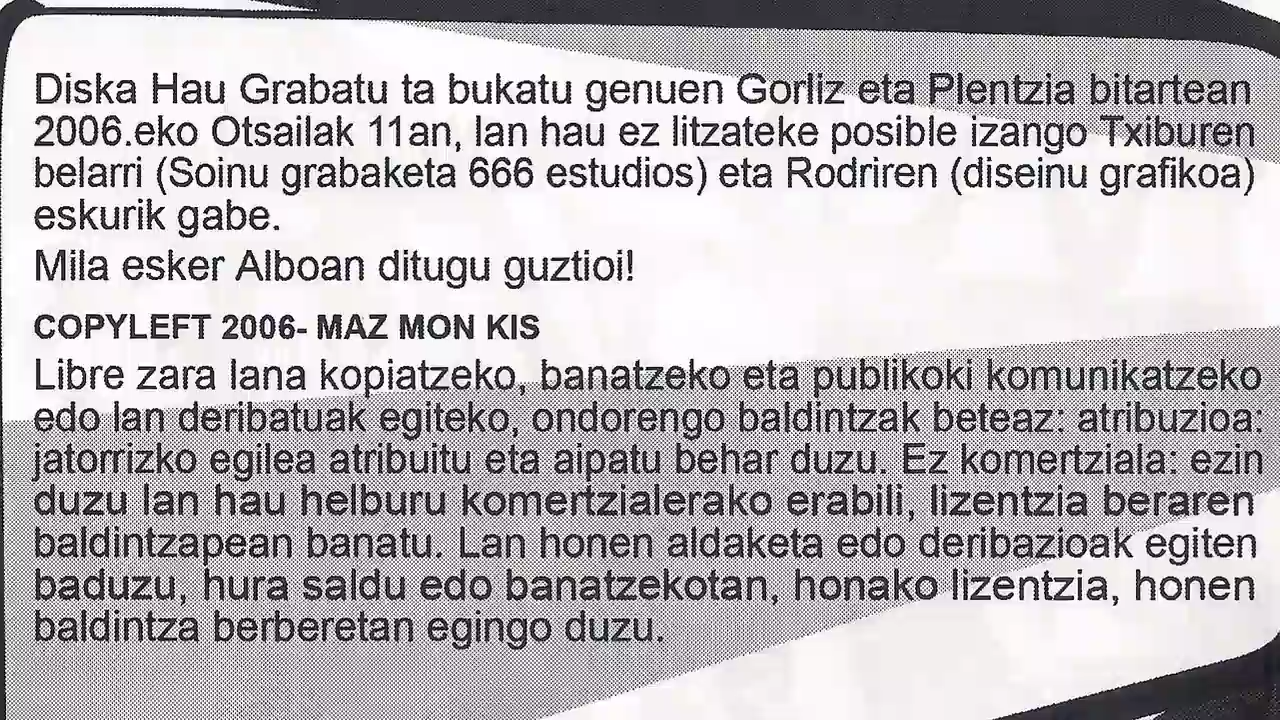 Diska Hau Grabatu ta bukatu genuen Gorliz eta Plentzia bitartean
2006.eko Otsailak 11an, lan hau ez litzateke posible izango Txiburen
belarri (Soinu grabaketa 666 estudios) eta Rodriren (diseinu grafikoa)
eskurik gabe.
Mila esker Alboan ditugu guztioi!
COPYLEFT 2006- MAZ MON KIS
Libre zara lana kopiatzeko, banatzeko eta publikoki komunikatzeko
edo lan deribatuak egiteko, ondorengo baldintzak beteaz: atribuzioa:
jatorrizko egilea atribuitu eta aipatu behar duzu. Ez komertziala: ezin
duzu lan hau helburu komertzialerako erabili, lizentzia beraren
baldintzapean banatu. Lan honen aldaketa edo deribazioak egiten
baduzu, hura saldu edo banatzekotan, honako lizentzia, honen
baldintza berberetan egingo duzu.